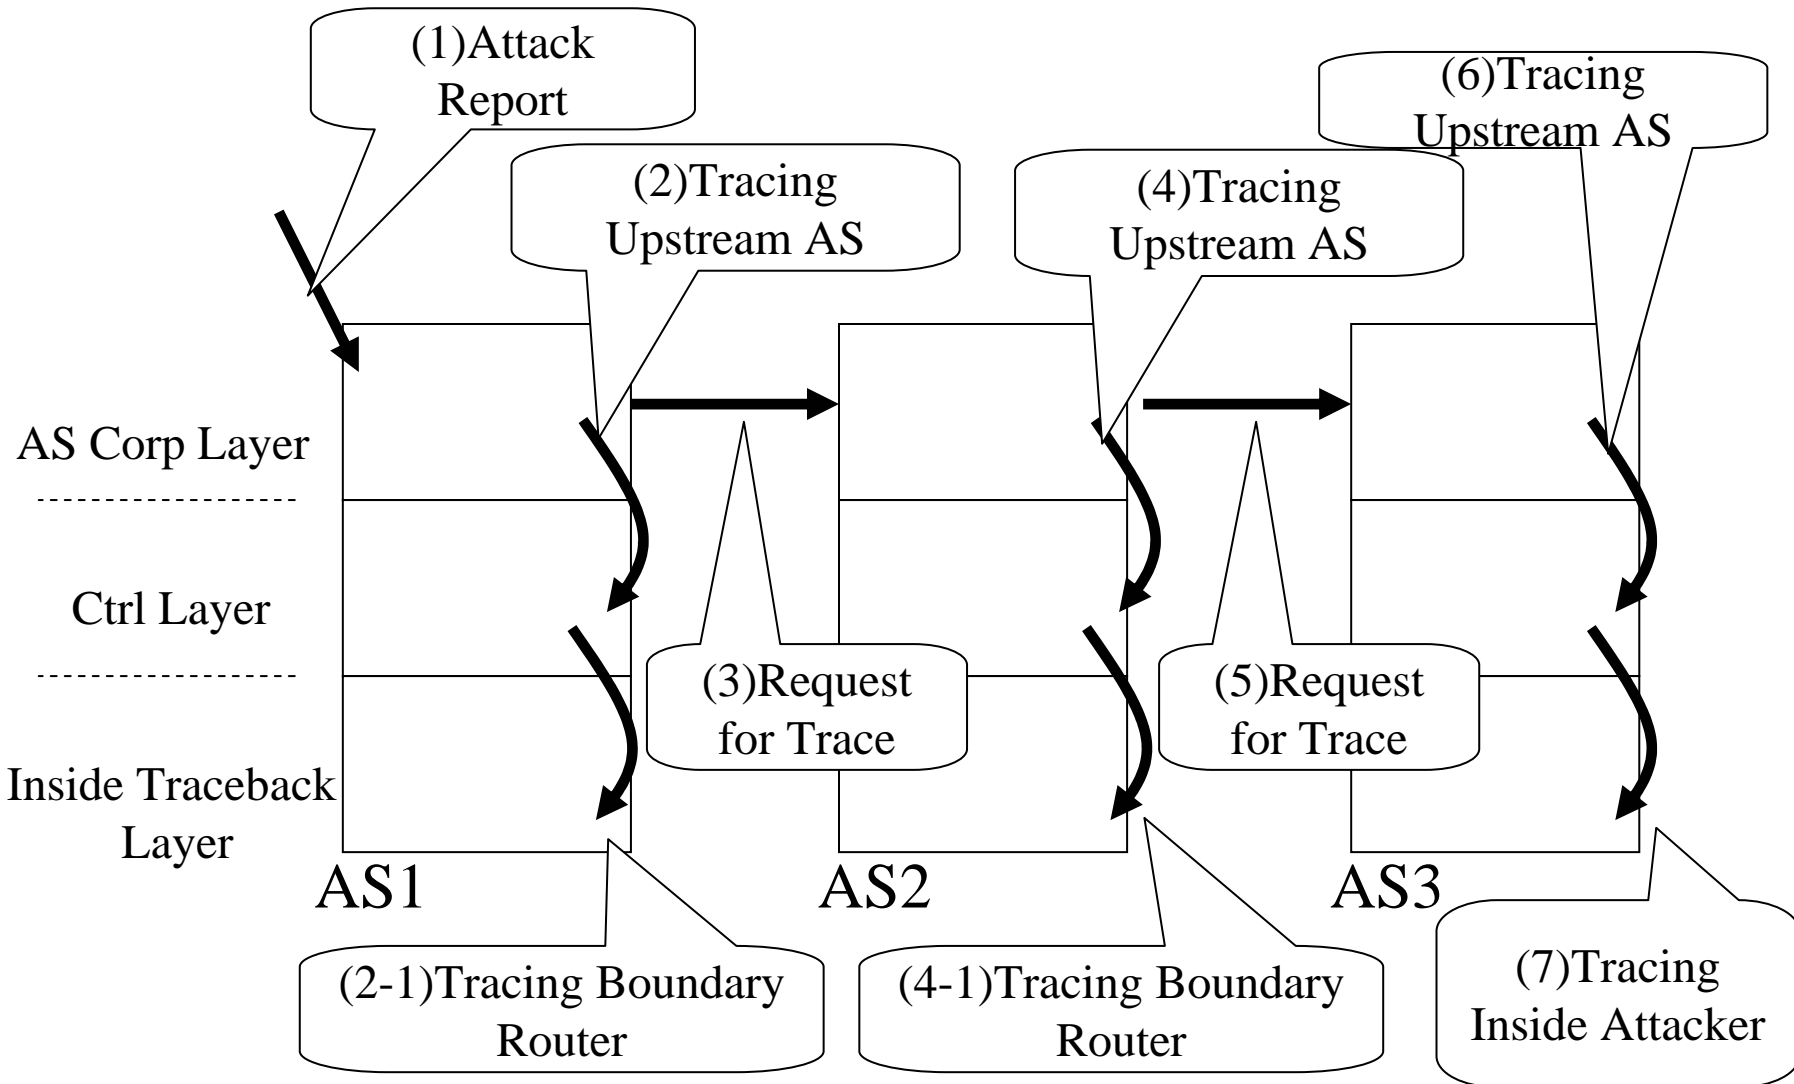 (1)Attack
Report
(6)Tracing
Upstream AS
(2)Tracing
Upstream AS
(4)Tracing
Upstream AS
AS Corp Layer
Ctrl Layer
(3)Request
for Trace
(5)Request
for Trace
Inside Traceback
Layer
AS1
AS2
AS3
(2-1)Tracing Boundary
Router
(4-1)Tracing Boundary
Router
(7)Tracing
Inside Attacker